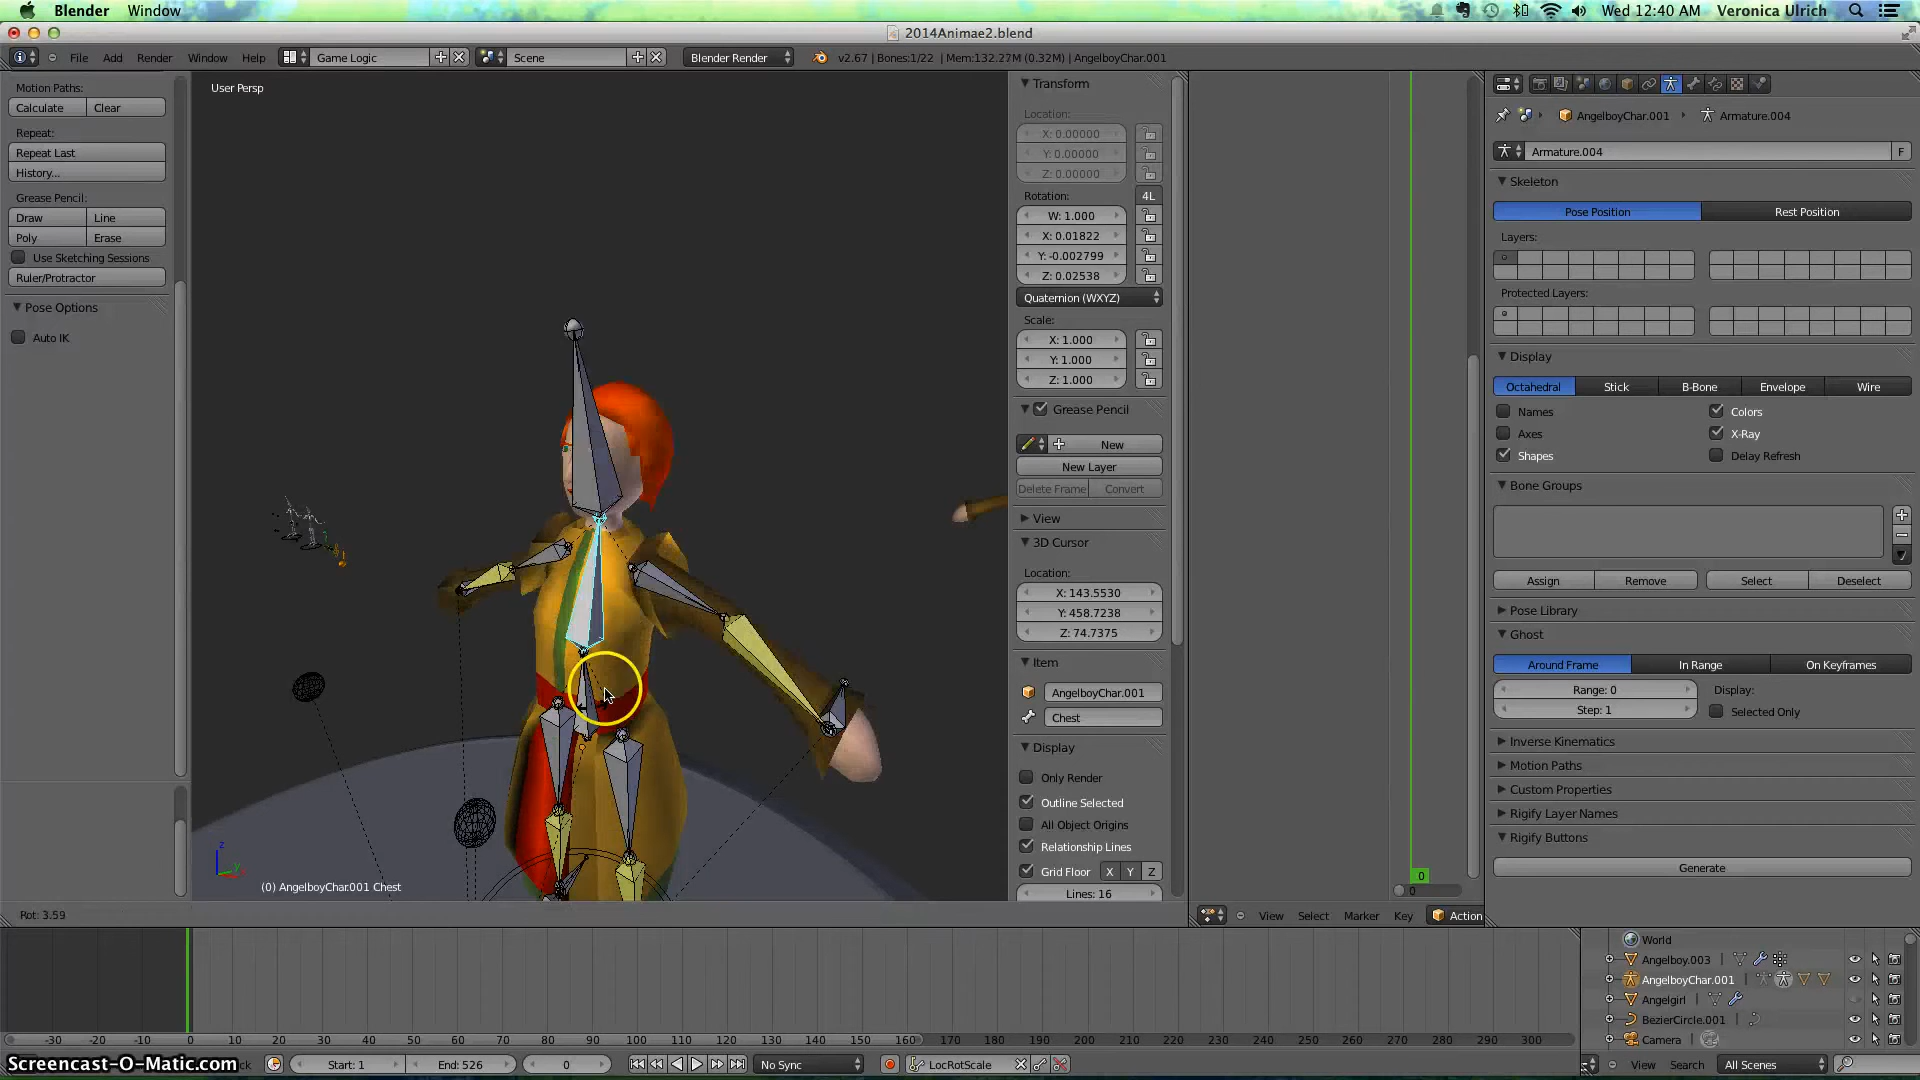 Blender Window Wed 12:40 AM Veronica Ulrich
2014Animae2.blend
File Add Render Window Help Game Logic Scene Blender Render v2.67 | Bones:1/22 | Mem:132.27M (0.32M) | AngelboyChar.001
Motion Paths:
Calculate Clear
Repeat:
Repeat Last
History...
Grease Pencil:
Draw Line
Poly Erase
Use Sketching Sessions
Ruler/Protractor
Pose Options
Auto IK
User Persp
z
y
(0) AngelboyChar.001 Chest
Rot: 3.59
Transform
Location:
X: 0.00000
Y: 0.00000
Z: 0.00000
Rotation: 4L
W: 1.000
X: 0.01822
Y: -0.002799
Z: 0.02538
Quaternion (WXYZ)
Scale:
X: 1.000
Y: 1.000
Z: 1.000
Grease Pencil
New
New Layer
Delete Frame Convert
View
3D Cursor
Location:
X: 143.5530
Y: 458.7238
Z: 74.7375
Item
AngelboyChar.001
Chest
Display
Only Render
Outline Selected
All Object Origins
Relationship Lines
Grid Floor X Y Z
Lines: 16
0
0
View Select Marker Key Action
AngelboyChar.001 Armature.004
Armature.004 F
Skeleton
Pose Position Rest Position
Layers:
Protected Layers:
Display
Octahedral Stick B-Bone Envelope Wire
Names Colors
Axes X-Ray
Shapes Delay Refresh
Bone Groups
Assign Remove Select Deselect
Pose Library
Ghost
Around Frame In Range On Keyframes
Range: 0 Display:
Step: 1 Selected Only
Inverse Kinematics
Motion Paths
Custom Properties
Rigify Layer Names
Rigify Buttons
Generate
World
Angelboy.003
AngelboyChar.001
Angelgirl
BezierCircle.001
Camera
View Search All Scenes
-30 -20 -10 0 10 20 30 40 50 60 70 80 90 100 110 120 130 140 150 160 170 180 190 200 210 220 230 240 250 260 270 280 290 300
Screencast-O-Matic.com Start: 1 End: 526 0 No Sync LocRotScale